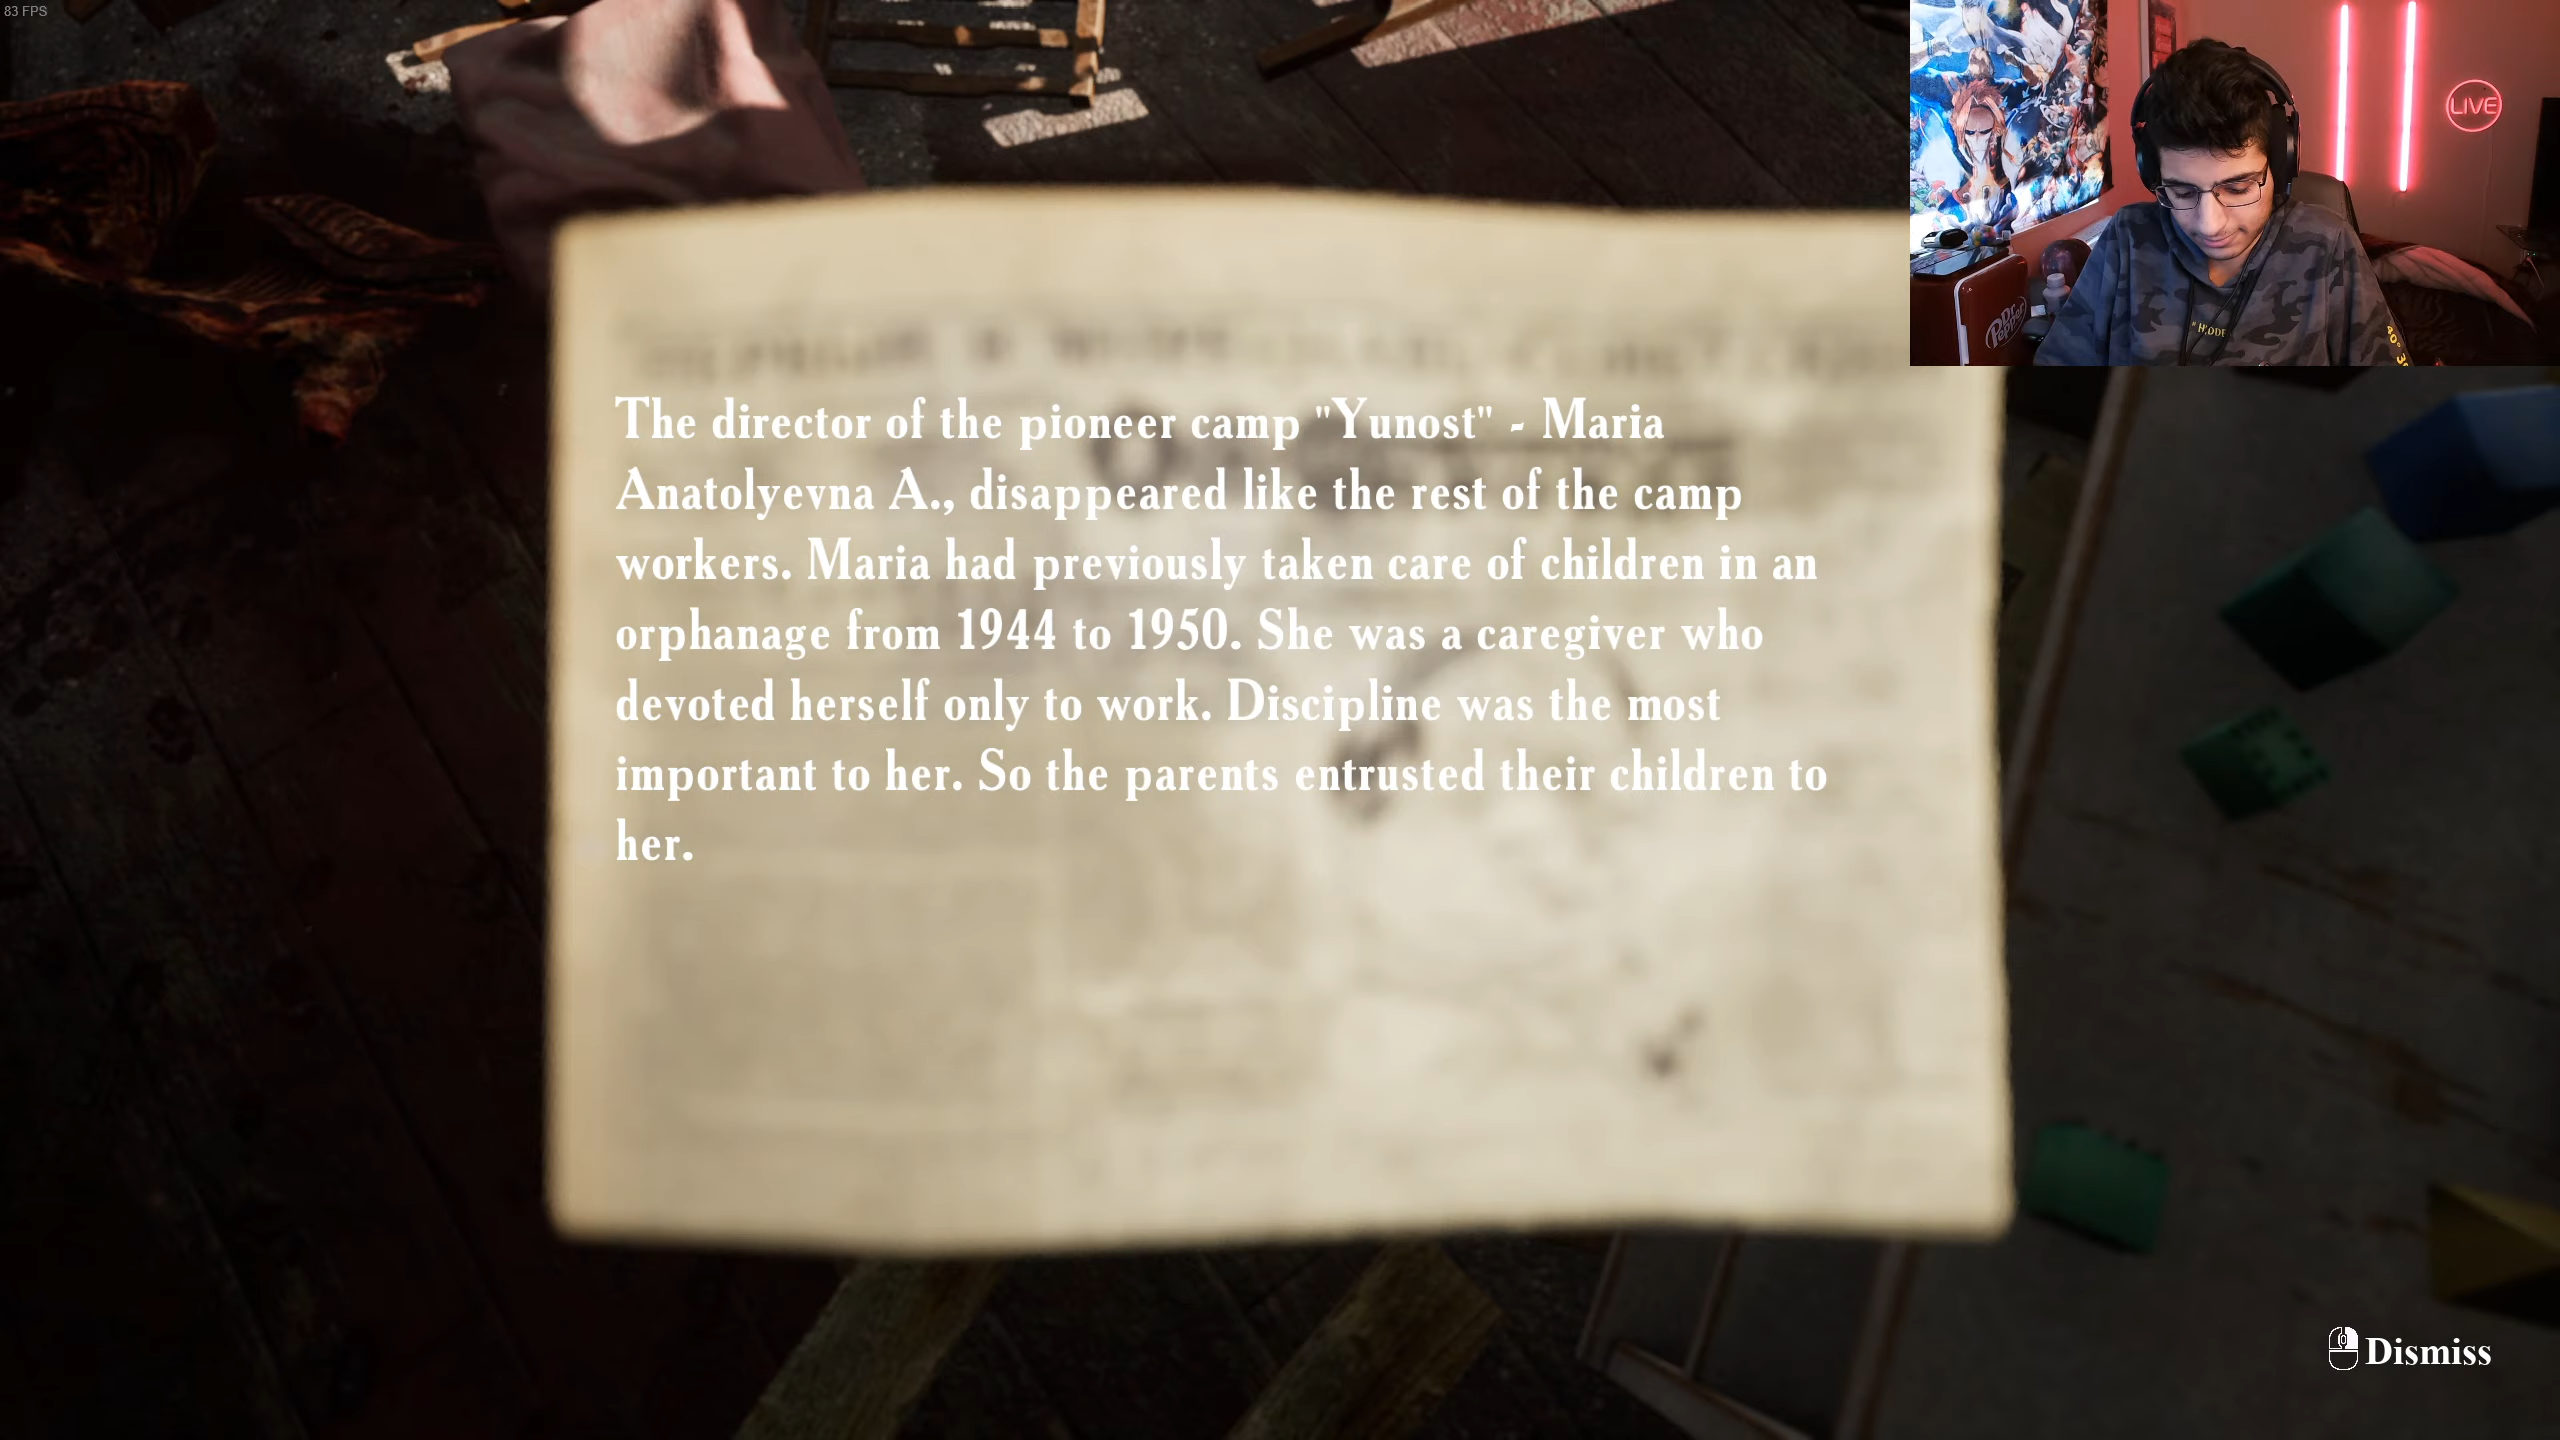 83 FPS
LIVE
Dr Pepper
The director of the pioneer camp "Yunost" - Maria
Anatolyevna A., disappeared like the rest of the camp
workers. Maria had previously taken care of children in an
orphanage from 1944 to 1950. She was a caregiver who
devoted herself only to work. Discipline was the most
important to her. So the parents entrusted their children to
her.
Dismiss